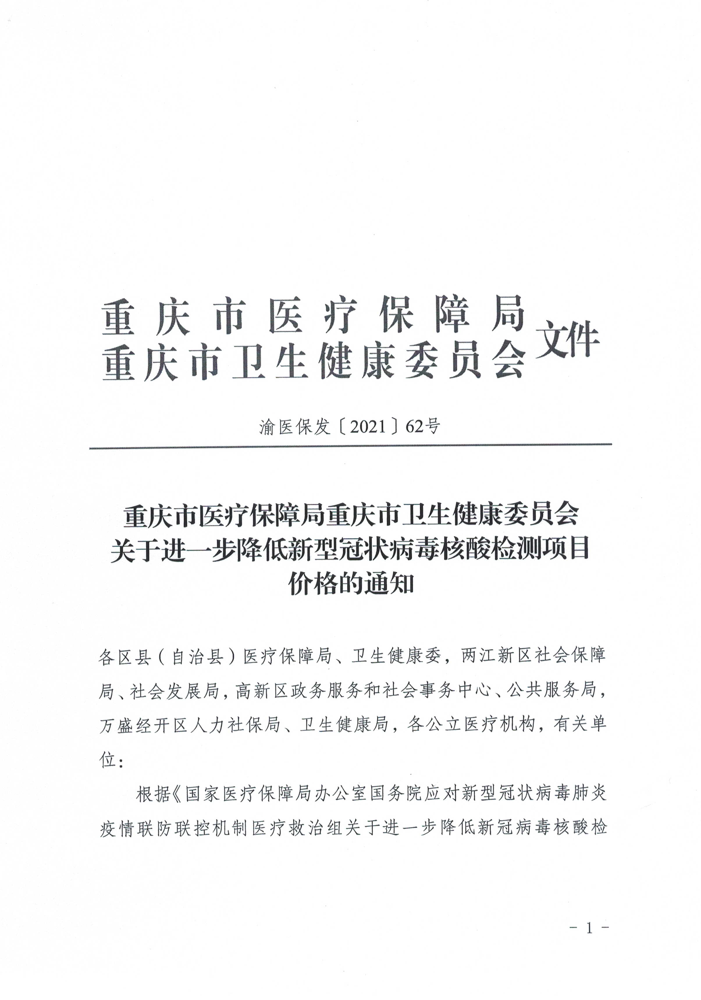 重庆市医疗保障局
重庆市卫生健康委员会
文件
渝医保发〔2021〕62号
重庆市医疗保障局重庆市卫生健康委员会
关于进一步降低新型冠状病毒核酸检测项目
价格的通知
各区县（自治县）医疗保障局、卫生健康委，两江新区社会保障
局、社会发展局，高新区政务服务和社会事务中心、公共服务局，
万盛经开区人力社保局、卫生健康局，各公立医疗机构，有关单
位：
根据《国家医疗保障局办公室国务院应对新型冠状病毒肺炎
疫情联防联控机制医疗救治组关于进一步降低新冠病毒核酸检
- 1 -